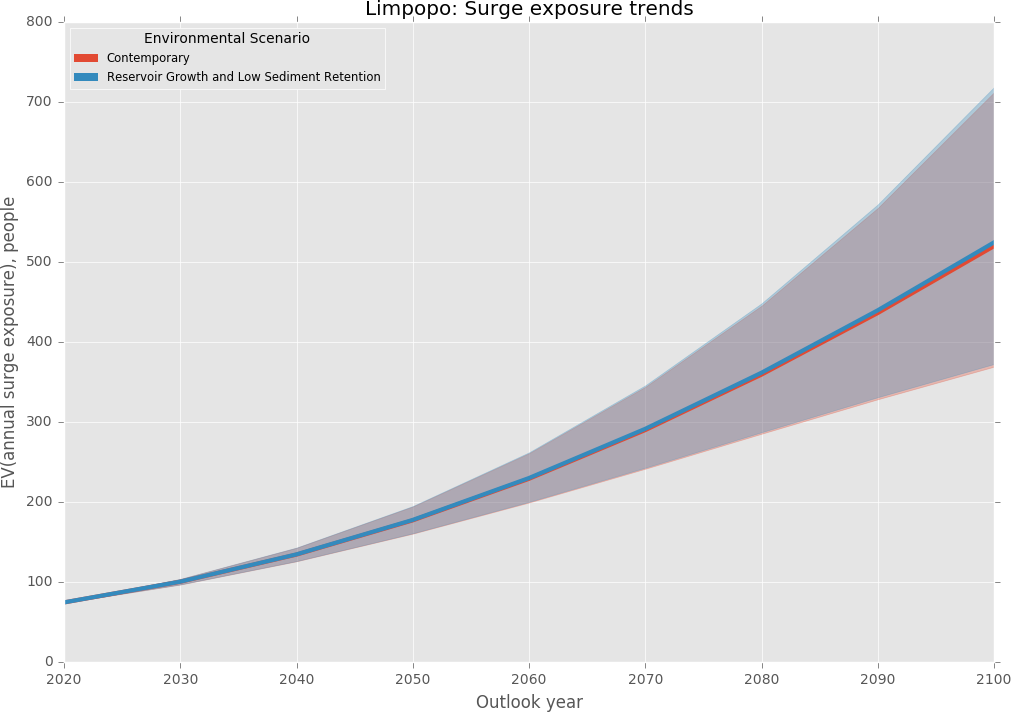 Limpopo: Surge exposure trends
Environmental Scenario
Contemporary
Reservoir Growth and Low Sediment Retention
EV(annual surge exposure), people
800
700
600
500
400
300
200
100
0
2020 2030 2040 2050 2060 2070 2080 2090 2100
Outlook year